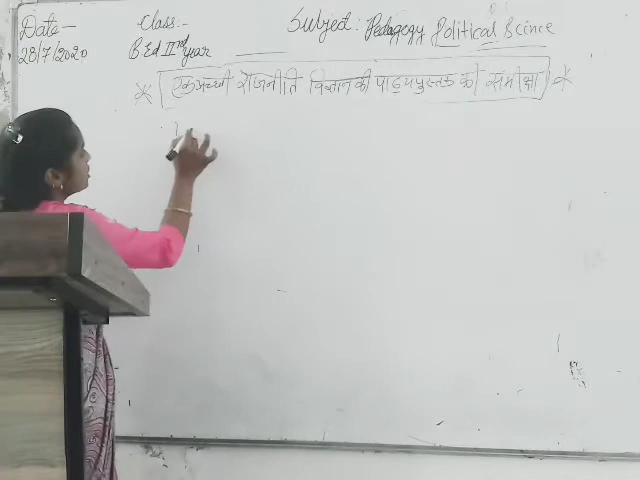 Date- Class:- Subject: Pedagogy Political Science
28/7/2020 B.Ed IInd year
* एक अच्छी राजनीति विज्ञान की पाठ्यपुस्तक की समीक्षा *